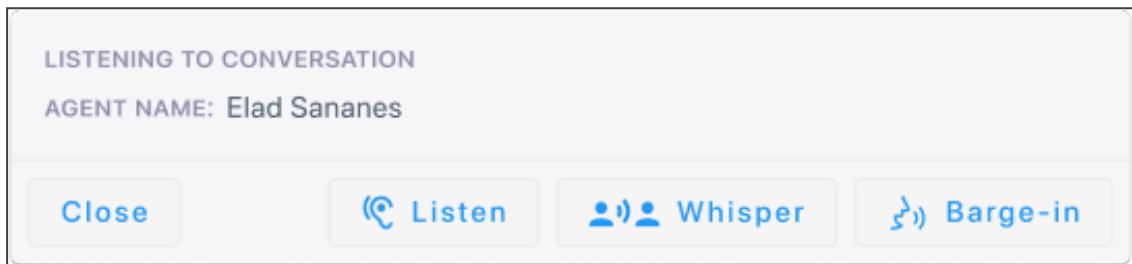 LISTENING TO CONVERSATION
AGENT NAME: Elad Sananes
Close Listen Whisper Barge-in